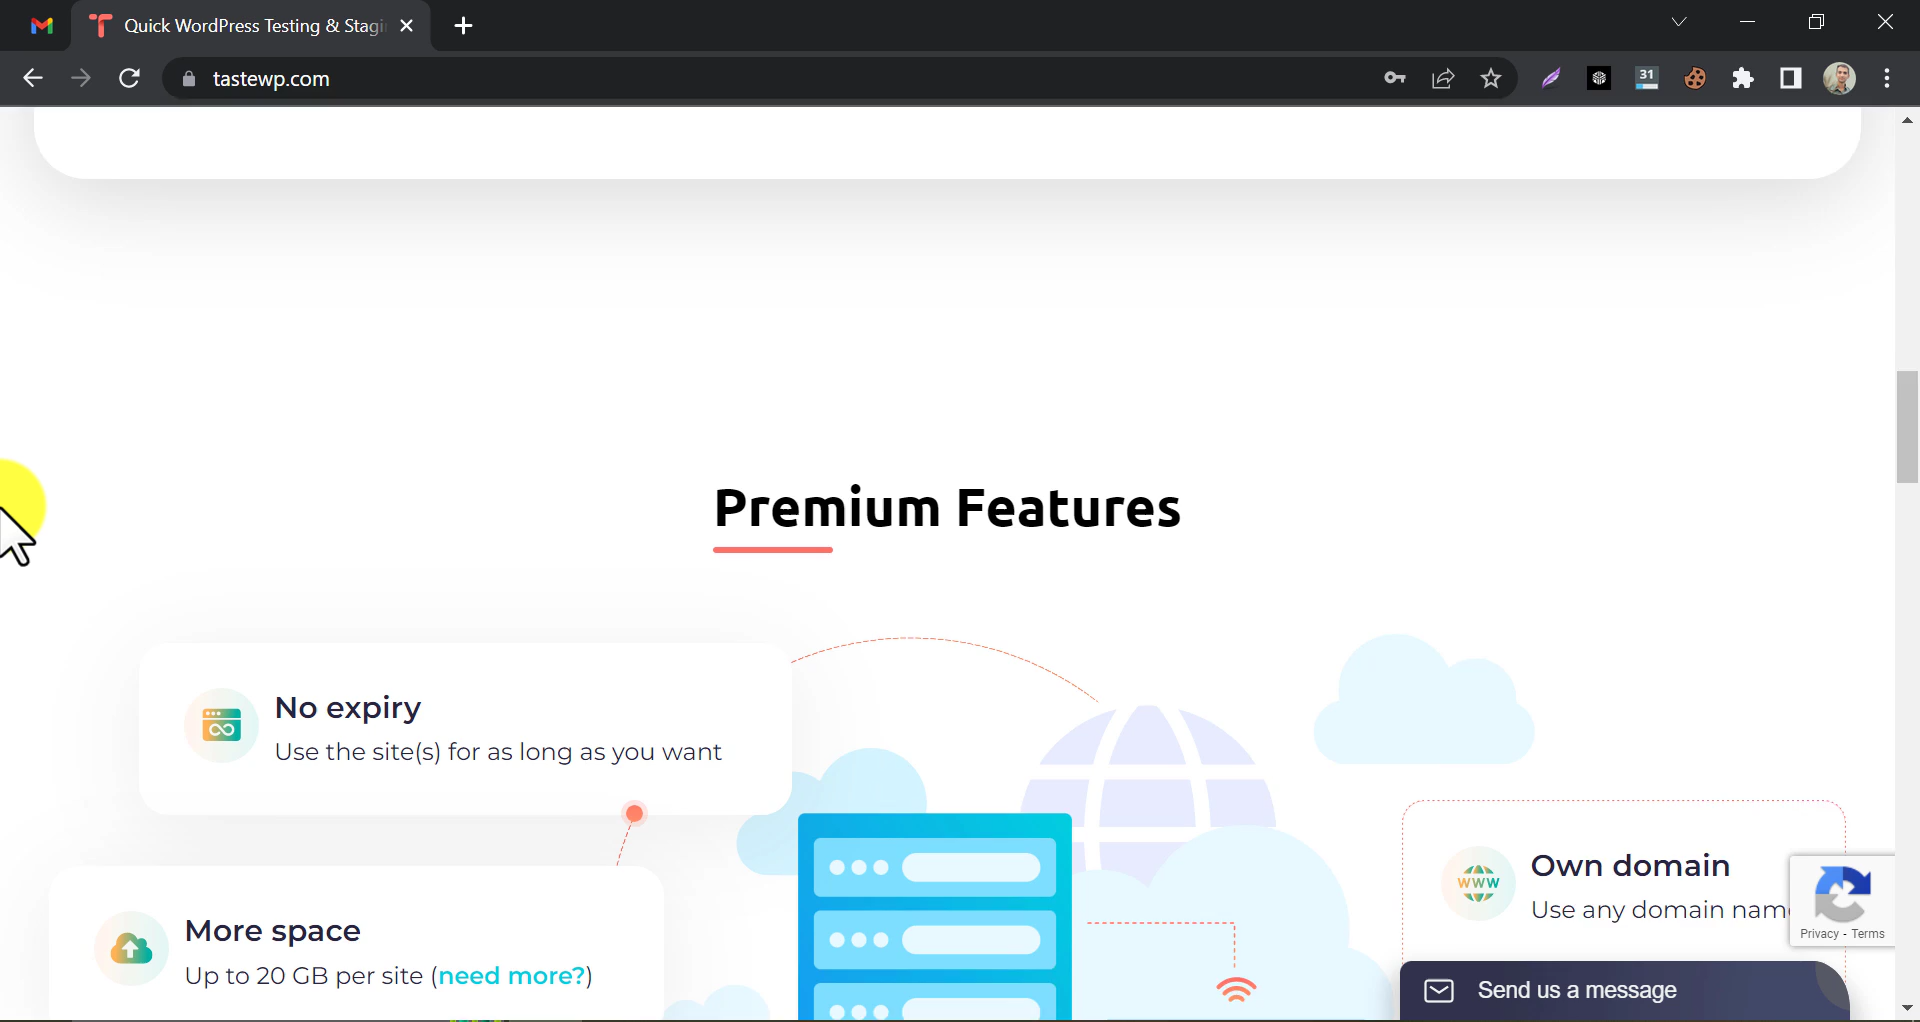 Quick WordPress Testing & Stagi
tastewp.com
31
Premium Features
No expiry
Use the site(s) for as long as you want
Own domain
www
Use any domain nam
More space
Up to 20 GB per site (need more?)
Privacy - Terms
Send us a message